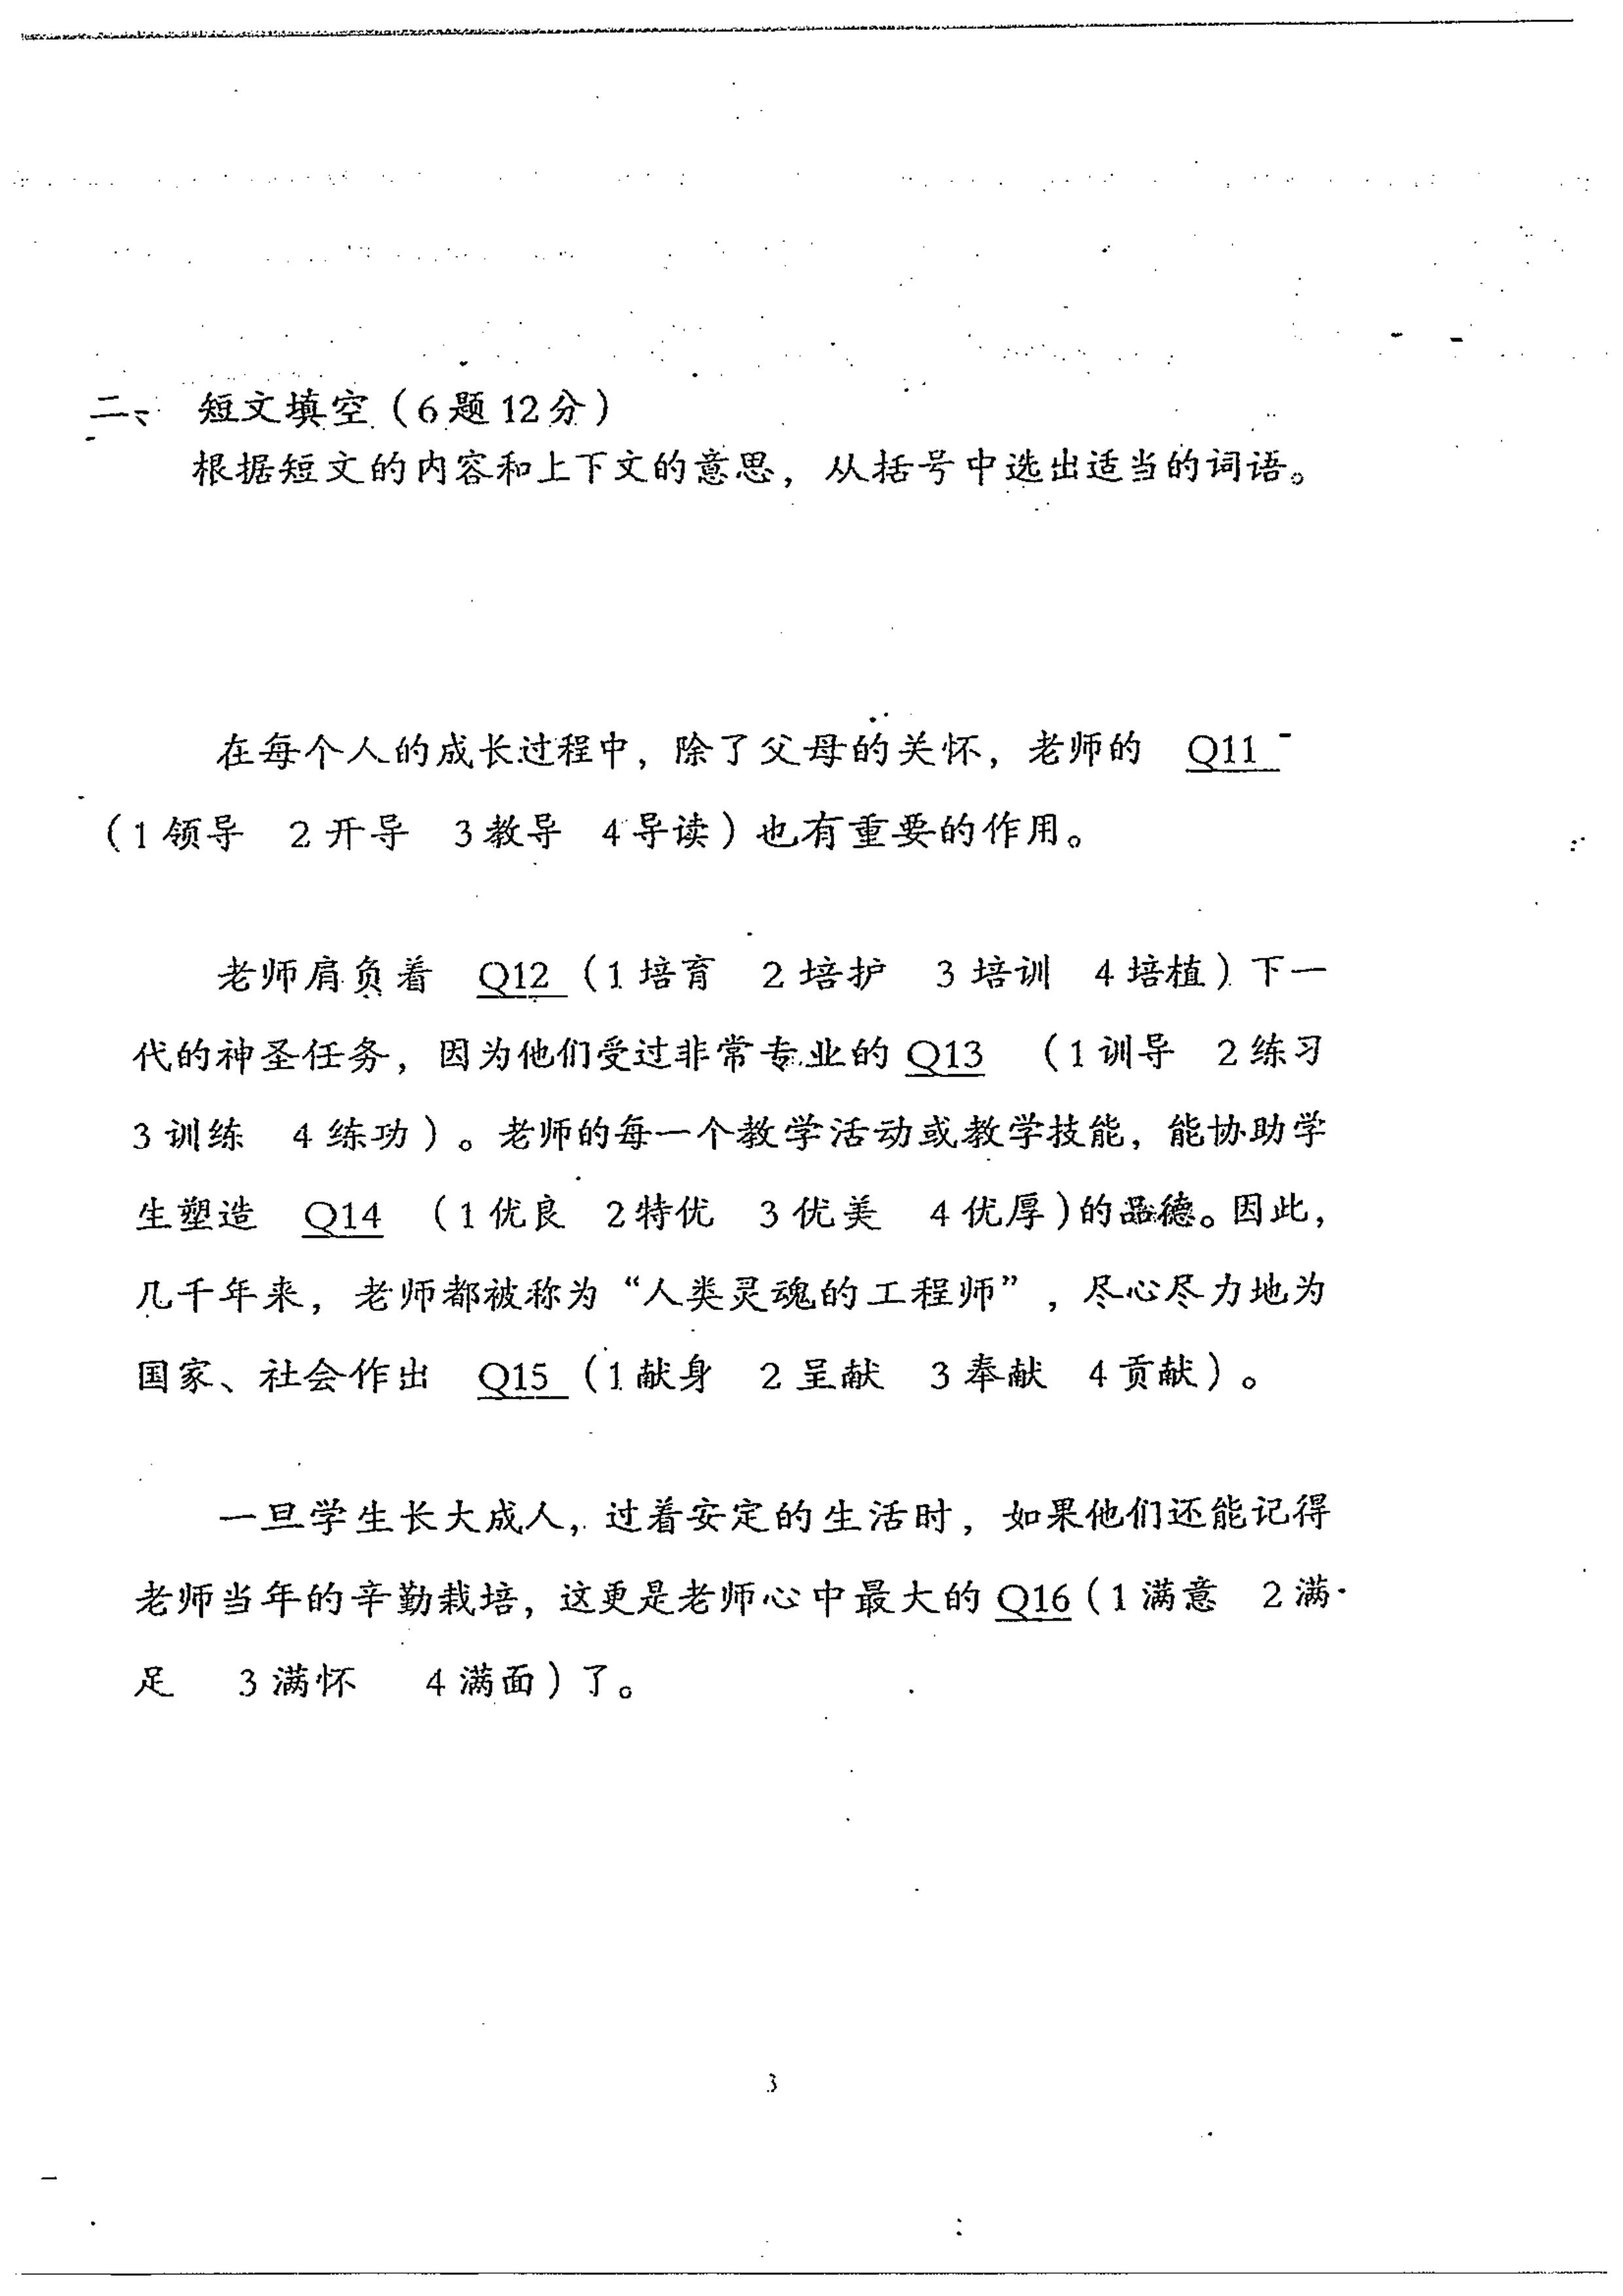 二、 短文填空（6题12分）
根据短文的内容和上下文的意思，从括号中选出适当的词语。
在每个人的成长过程中，除了父母的关怀，老师的 Q11
（1领导 2开导 3教导 4导读）也有重要的作用。
老师肩负着 Q12（1培育 2培护 3培训 4培植）下一
代的神圣任务，因为他们受过非常专业的Q13 （1训导 2练习
3训练 4练功）。老师的每一个教学活动或教学技能，能协助学
生塑造 Q14 （1优良 2特优 3优美 4优厚）的品德。因此，
几千年来，老师都被称为“人类灵魂的工程师”，尽心尽力地为
国家、社会作出 Q15（1献身 2呈献 3奉献 4贡献）。
一旦学生长大成人，过着安定的生活时，如果他们还能记得
老师当年的辛勤栽培，这更是老师心中最大的Q16（1满意 2满
足 3满怀 4满面）了。
3